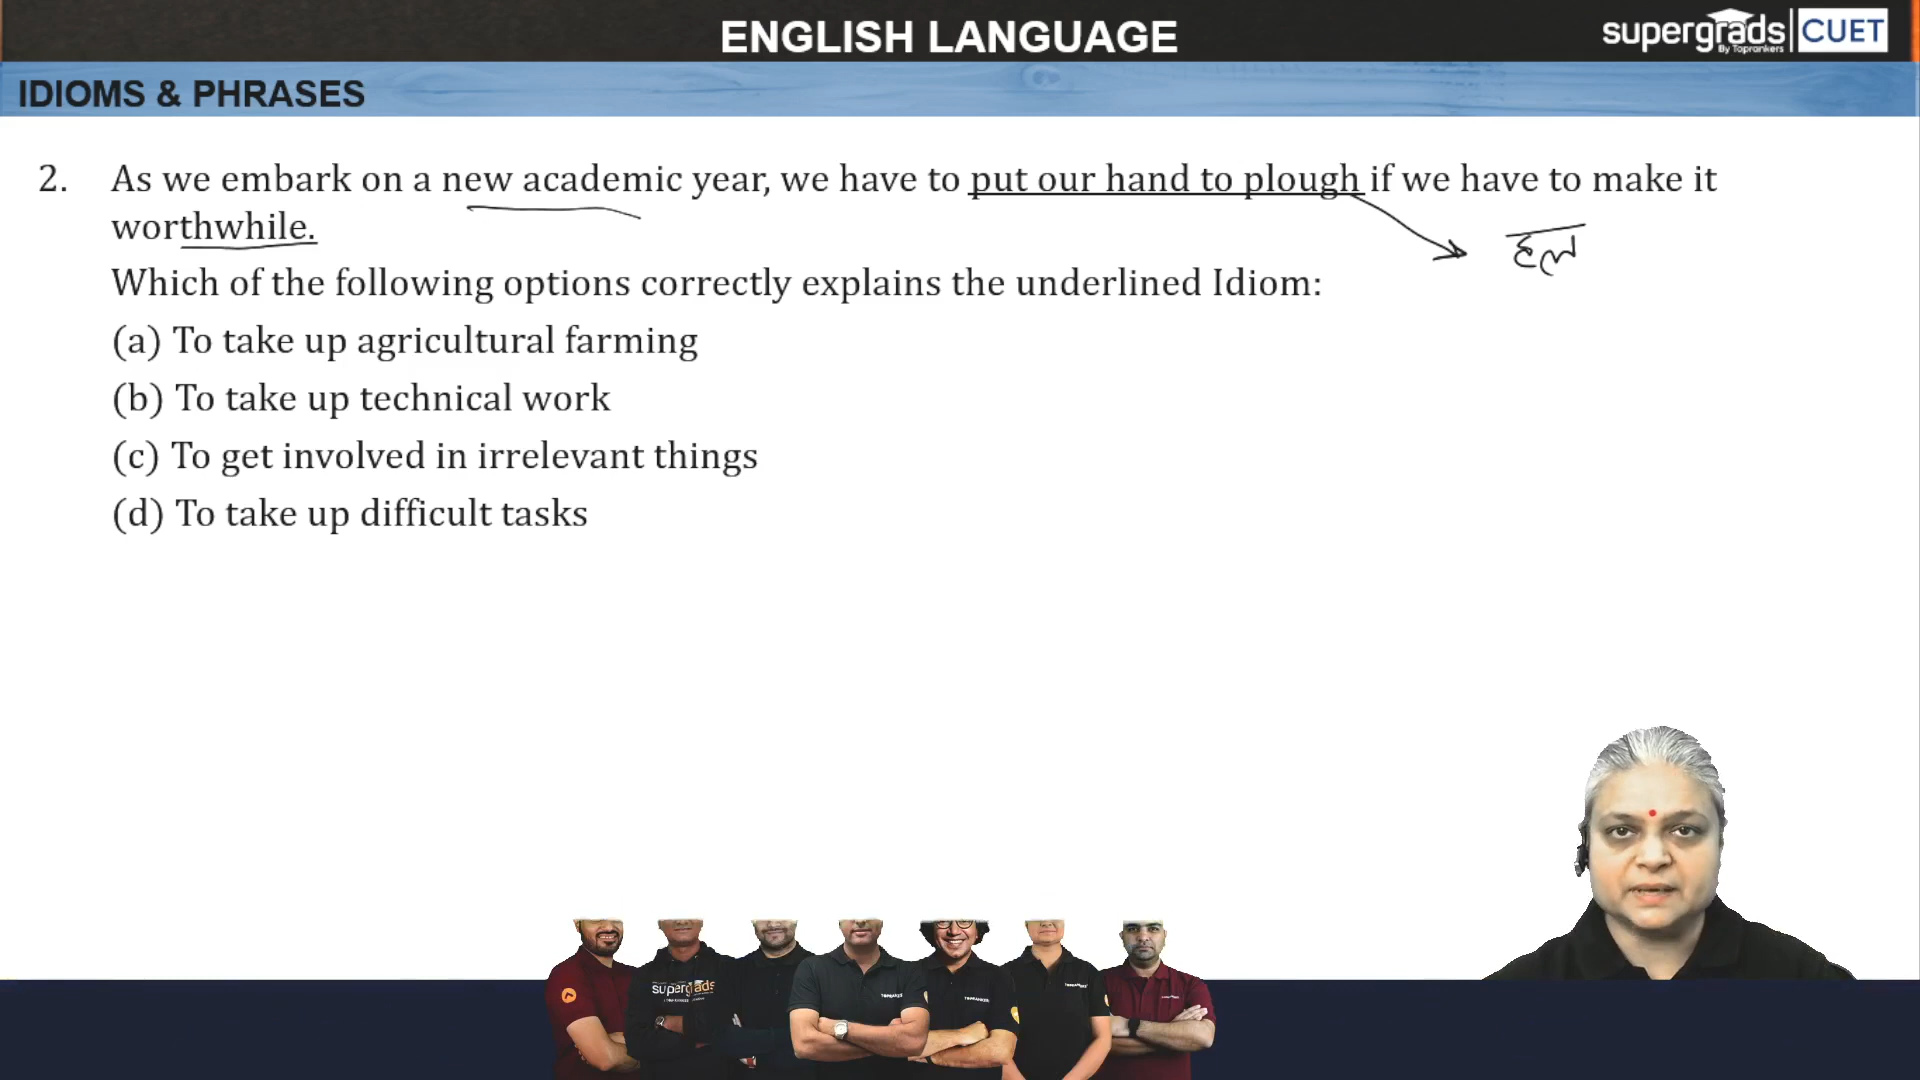 ENGLISH LANGUAGE
supergrads CUET
By Toprankers
IDIOMS & PHRASES
2. As we embark on a new academic year, we have to put our hand to plough if we have to make it
worthwhile.
हल
Which of the following options correctly explains the underlined Idiom:
(a) To take up agricultural farming
(b) To take up technical work
(c) To get involved in irrelevant things
(d) To take up difficult tasks
supergrads